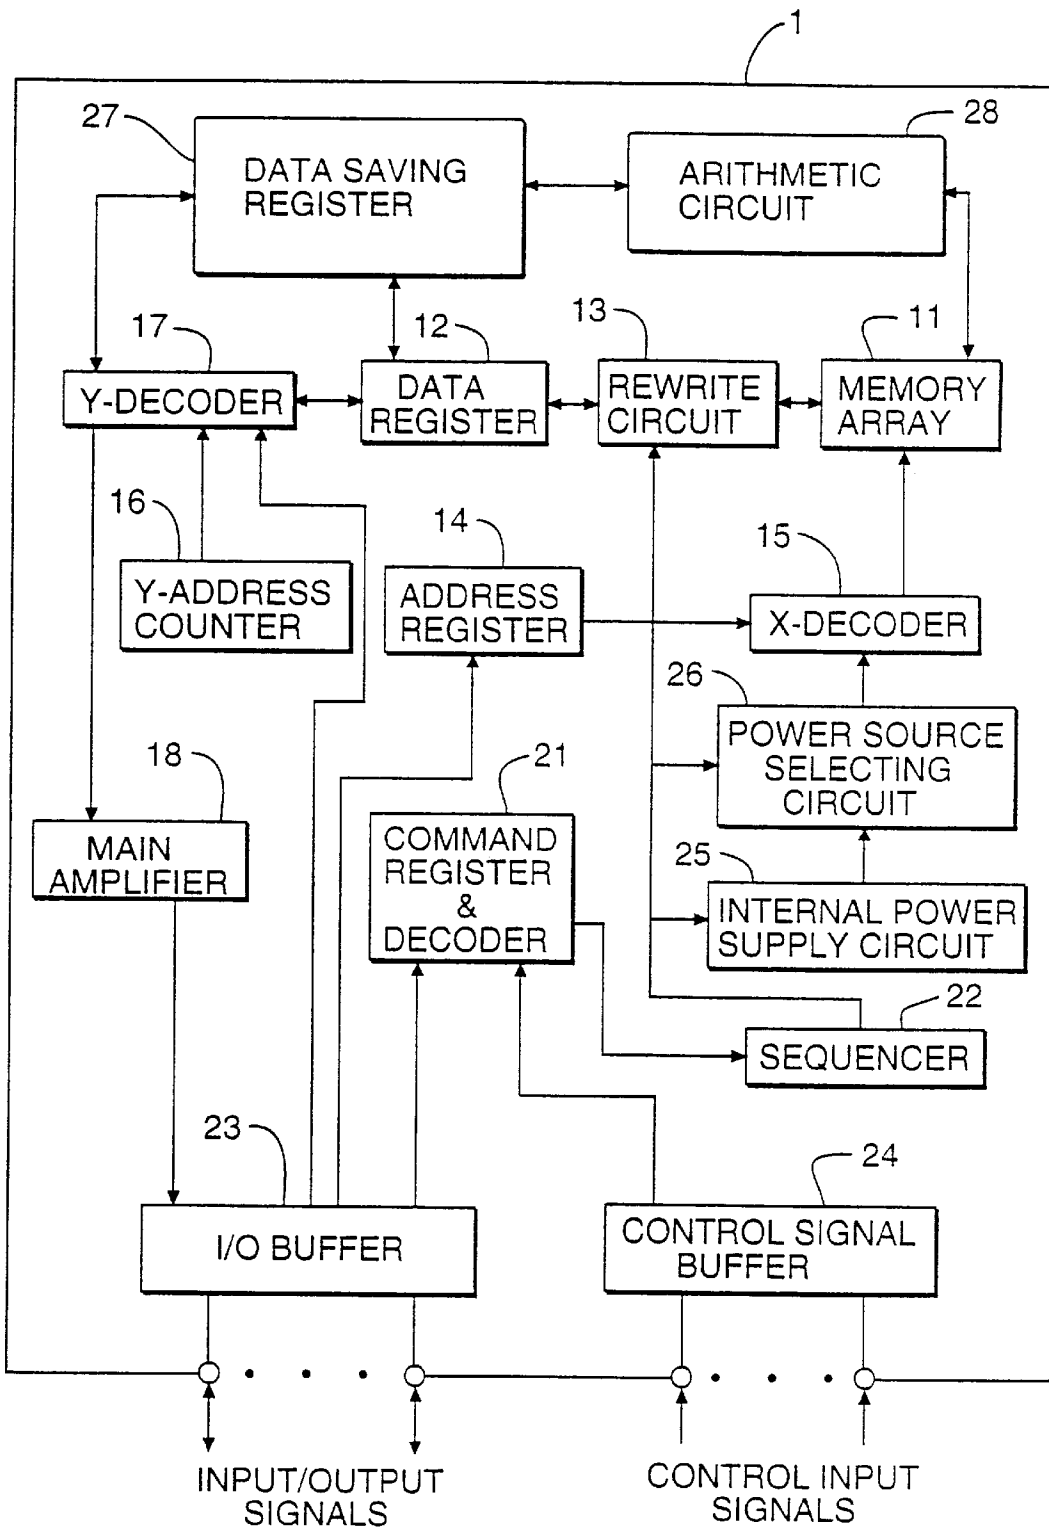 1
27
DATA SAVING
REGISTER
28
ARITHMETIC
CIRCUIT
17
Y-DECODER
12
DATA
REGISTER
13
REWRITE
CIRCUIT
11
MEMORY
ARRAY
16
Y-ADDRESS
COUNTER
14
ADDRESS
REGISTER
15
X-DECODER
26
POWER SOURCE
SELECTING
CIRCUIT
18
MAIN
AMPLIFIER
21
COMMAND
REGISTER
&
DECODER
25
INTERNAL POWER
SUPPLY CIRCUIT
22
SEQUENCER
23
I/O BUFFER
24
CONTROL SIGNAL
BUFFER
INPUT/OUTPUT
SIGNALS
CONTROL INPUT
SIGNALS